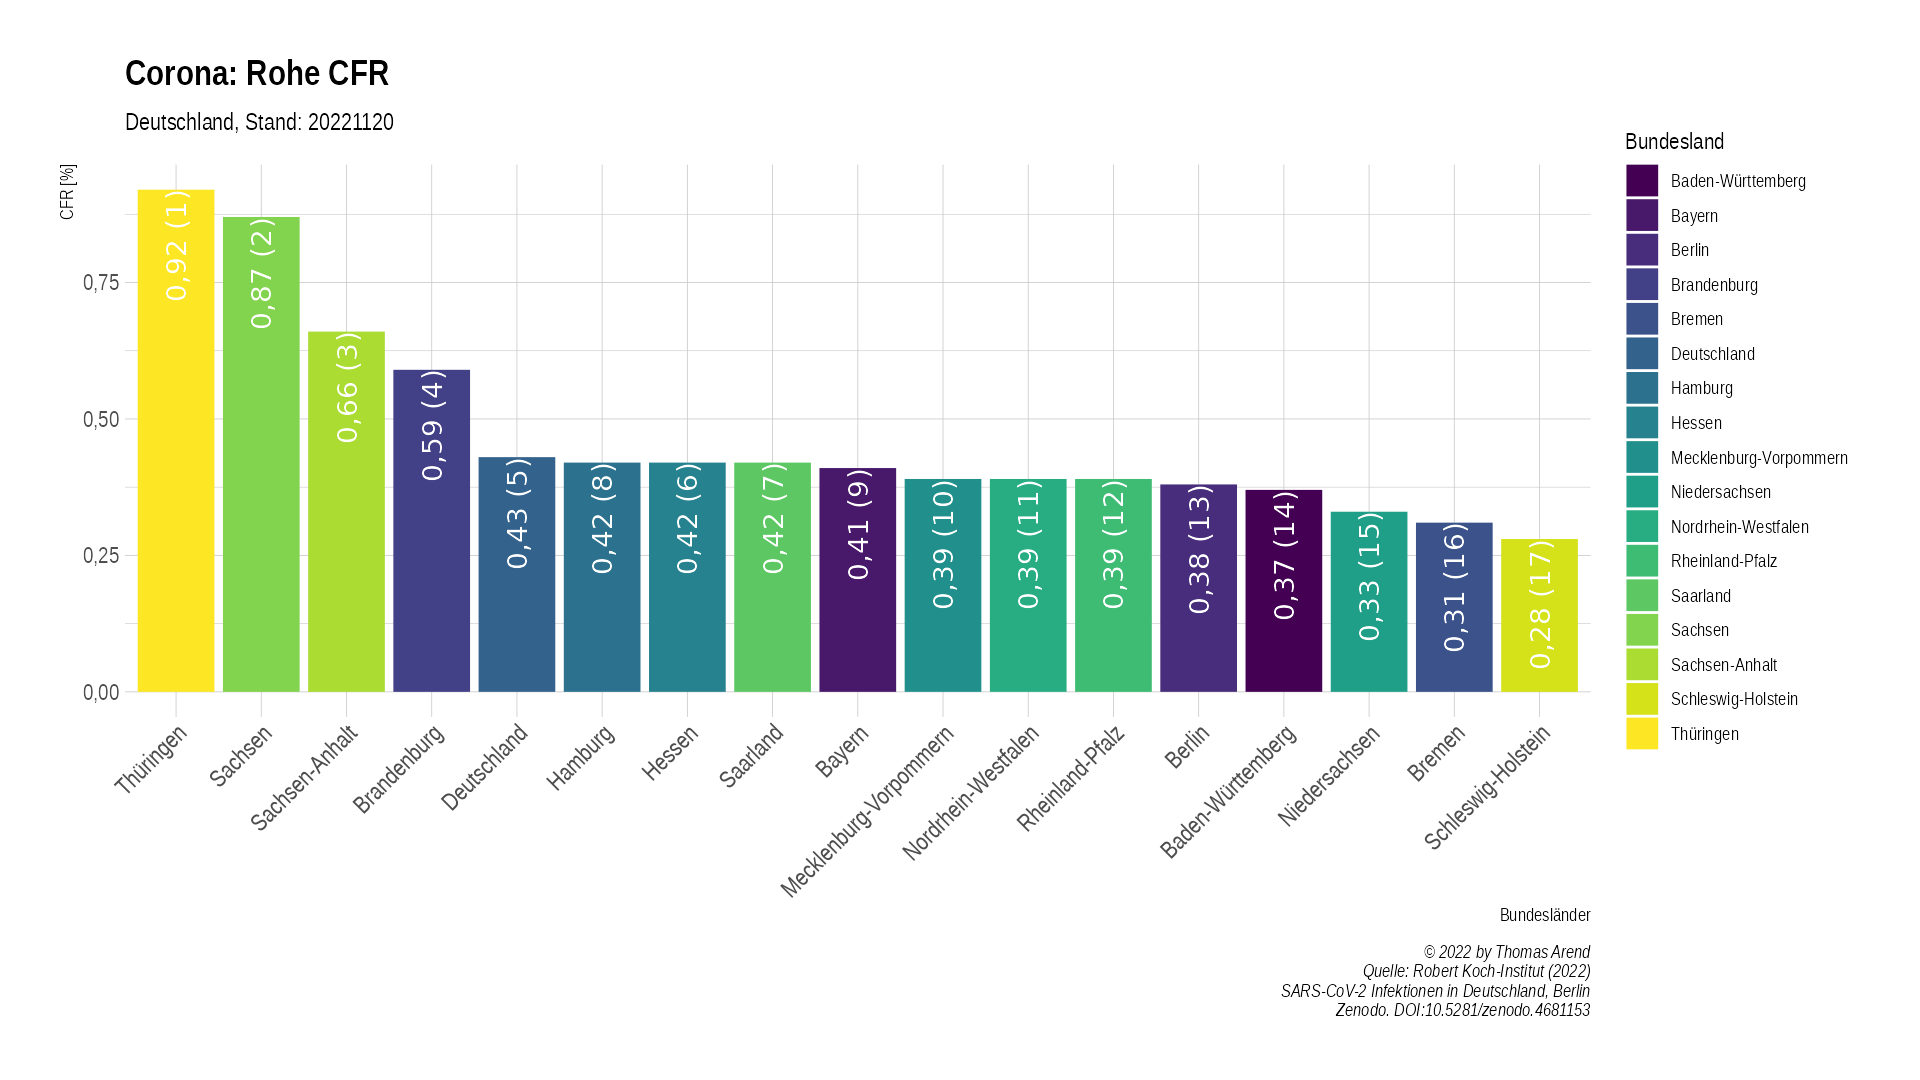 Corona: Rohe CFR
Deutschland, Stand: 20221120
CFR [%]
0,75
0,50
0,25
0,00
0,92 (1)
0,87 (2)
0,66 (3)
0,59 (4)
0,43 (5)
0,42 (8)
0,42 (6)
0,42 (7)
0,41 (9)
0,39 (10)
0,39 (11)
0,39 (12)
0,38 (13)
0,37 (14)
0,33 (15)
0,31 (16)
0,28 (17)
Thüringen
Sachsen
Sachsen-Anhalt
Brandenburg
Deutschland
Hamburg
Hessen
Saarland
Bayern
Mecklenburg-Vorpommern
Nordrhein-Westfalen
Rheinland-Pfalz
Berlin
Baden-Württemberg
Niedersachsen
Bremen
Schleswig-Holstein
Bundesländer
Bundesland
Baden-Württemberg
Bayern
Berlin
Brandenburg
Bremen
Deutschland
Hamburg
Hessen
Mecklenburg-Vorpommern
Niedersachsen
Nordrhein-Westfalen
Rheinland-Pfalz
Saarland
Sachsen
Sachsen-Anhalt
Schleswig-Holstein
Thüringen
© 2022 by Thomas Arend
Quelle: Robert Koch-Institut (2022)
SARS-CoV-2 Infektionen in Deutschland, Berlin
Zenodo. DOI:10.5281/zenodo.4681153